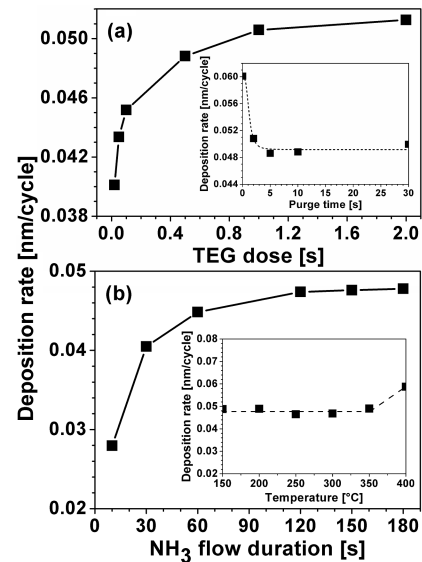 (a)
0.050
0.046
0.042
0.038
0.0 0.4 0.8 1.2 1.6 2.0
TEG dose [s]
Deposition rate [nm/cycle]
0.060
0.056
0.052
0.048
0.044
0 5 10 15 20 25 30
Purge time [s]
Deposition rate [nm/cycle]
(b)
0.05
0.04
0.03
0.02
0 30 60 90 120 150 180
NH₃ flow duration [s]
Deposition rate [nm/cycle]
0.08
0.07
0.06
0.05
0.04
0.03
0.02
150 200 250 300 350 400
Temperature [°C]